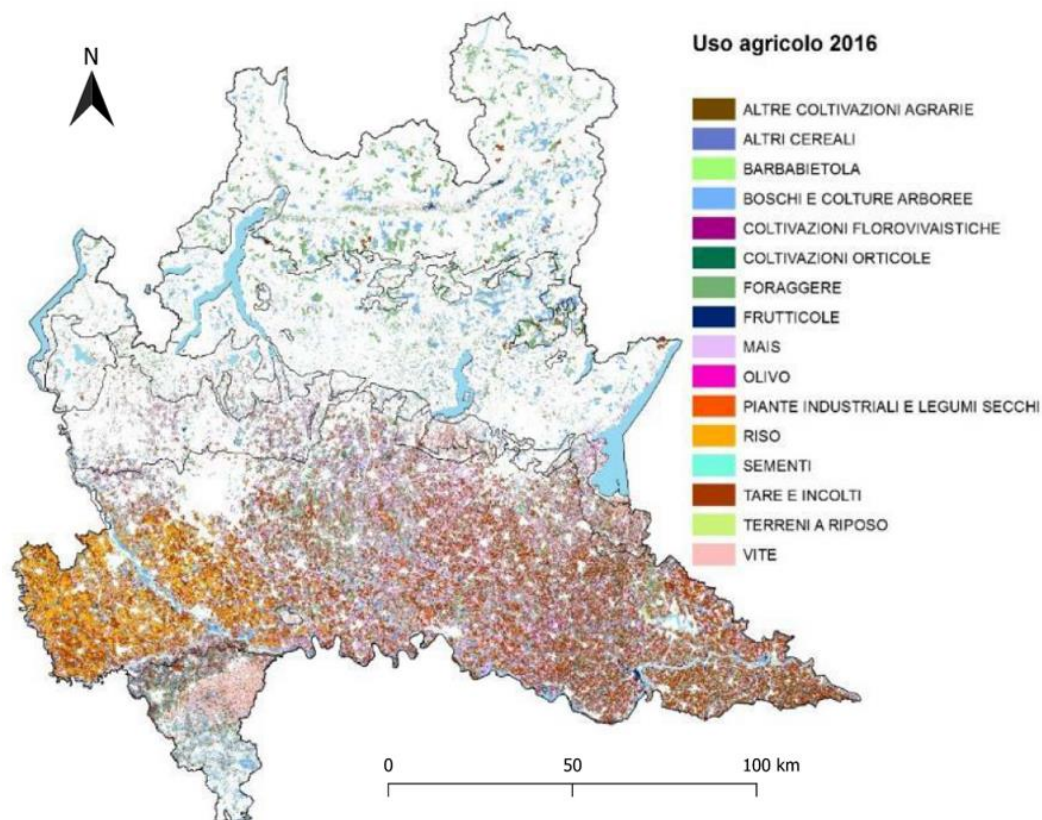 Uso agricolo 2016
N
ALTRE COLTIVAZIONI AGRARIE
ALTRI CEREALI
BARBABIETOLA
BOSCHI E COLTURE ARBOREE
COLTIVAZIONI FLOROVIVAISTICHE
COLTIVAZIONI ORTICOLE
FORAGGERE
FRUTTICOLE
MAIS
OLIVO
PIANTE INDUSTRIALI E LEGUMI SECCHI
RISO
SEMENTI
TARE E INCOLTI
TERRENI A RIPOSO
VITE
0 50 100 km